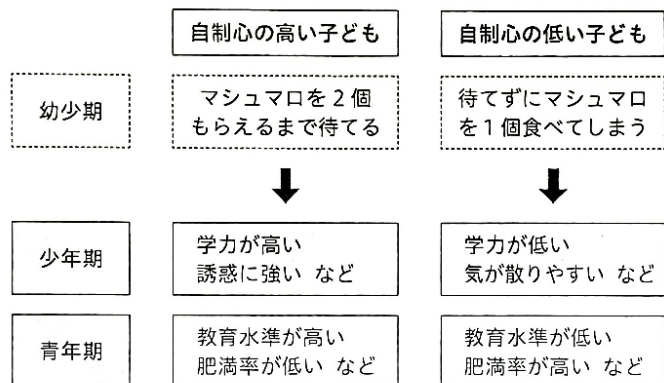 自制心の高い子ども
自制心の低い子ども
幼少期
マシュマロを2個
もらえるまで待てる
待てずにマシュマロ
を1個食べてしまう
少年期
学力が高い
誘惑に強い など
学力が低い
気が散りやすい など
青年期
教育水準が高い
肥満率が低い など
教育水準が低い
肥満率が高い など